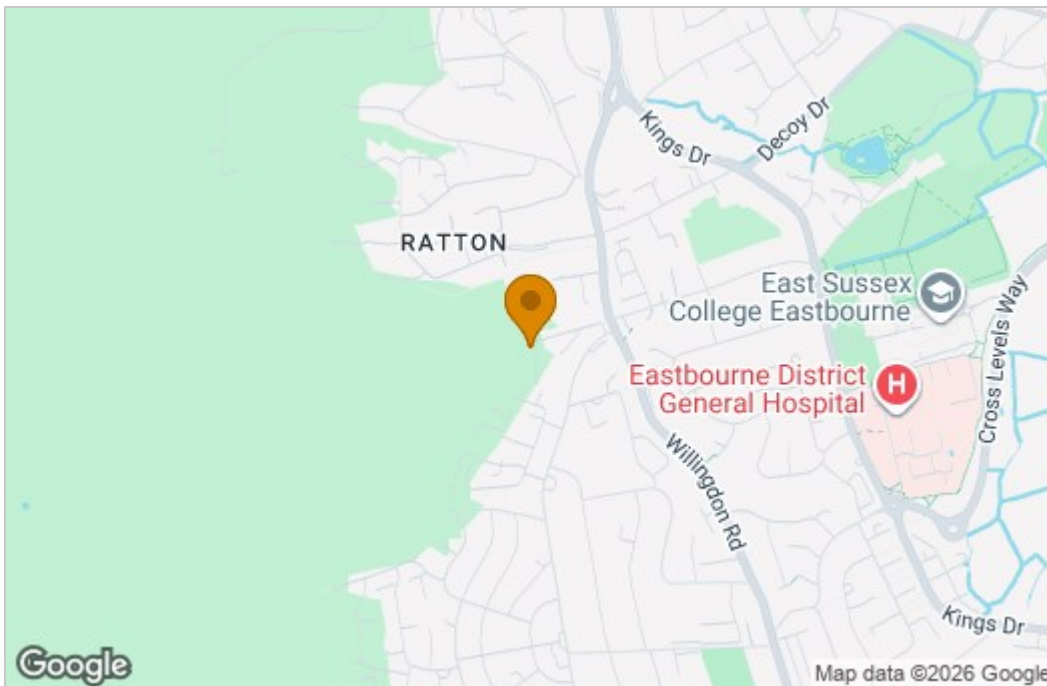 Kings Dr
Decoy Dr
RATTON
East Sussex
College Eastbourne
Cross Levels Way
Eastbourne District
General Hospital
H
Willingdon Rd
Kings Dr
Google
Map data ©2026 Google